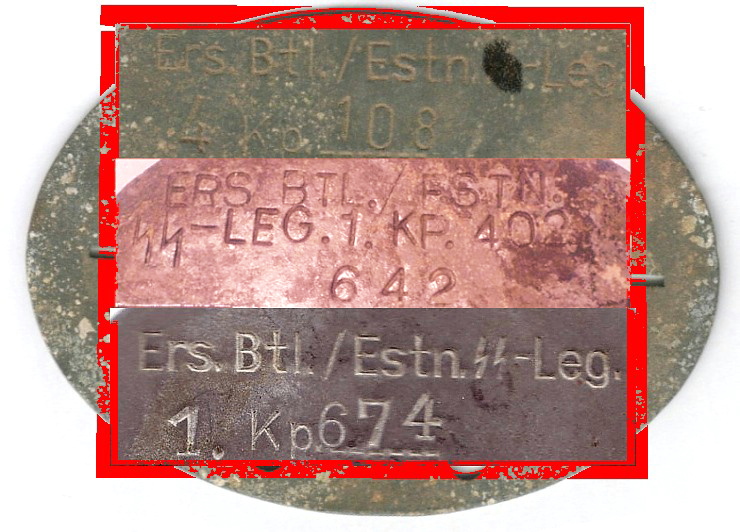 Ers. Btl./Estn. -Leg
4 Kp 108
ERS. BTL./ESTN.
ᛋᛋ-LEG. 1. KP. 402
642
Ers. Btl./Estn.ᛋᛋ-Leg.
1. Kp.674